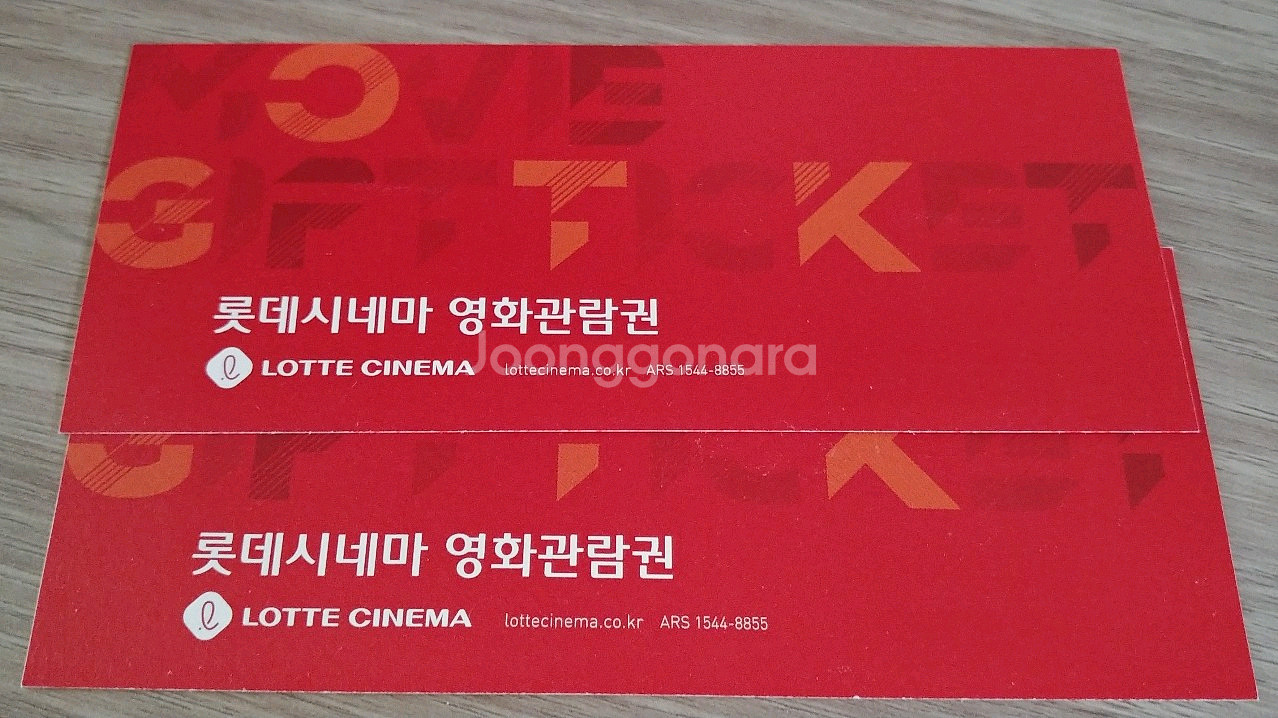 MOVIE
GIFT TICKET
롯데시네마 영화관람권
LOTTE CINEMA lottecinema.co.kr ARS 1544-8855
Joonggonara
GIFT TICKET
롯데시네마 영화관람권
LOTTE CINEMA lottecinema.co.kr ARS 1544-8855